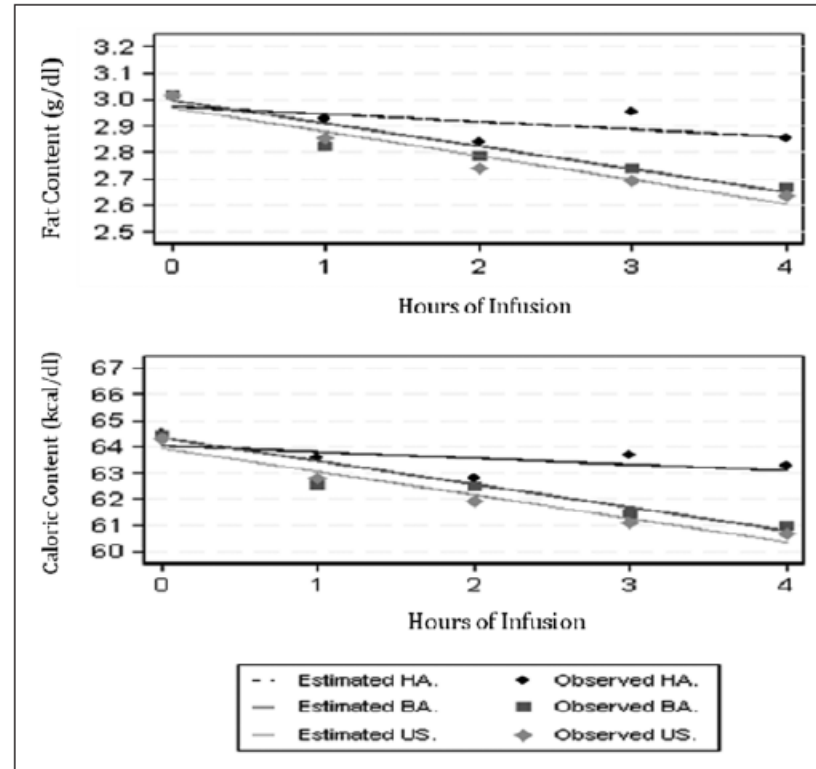 Fat Content (g/dl)
3.2
3.1
3.0
2.9
2.8
2.7
2.6
2.5
0 1 2 3 4
Hours of Infusion
Caloric Content (kcal/dl)
67
66
65
64
63
62
61
60
0 1 2 3 4
Hours of Infusion
Estimated HA. Observed HA.
Estimated BA. Observed BA.
Estimated US. Observed US.